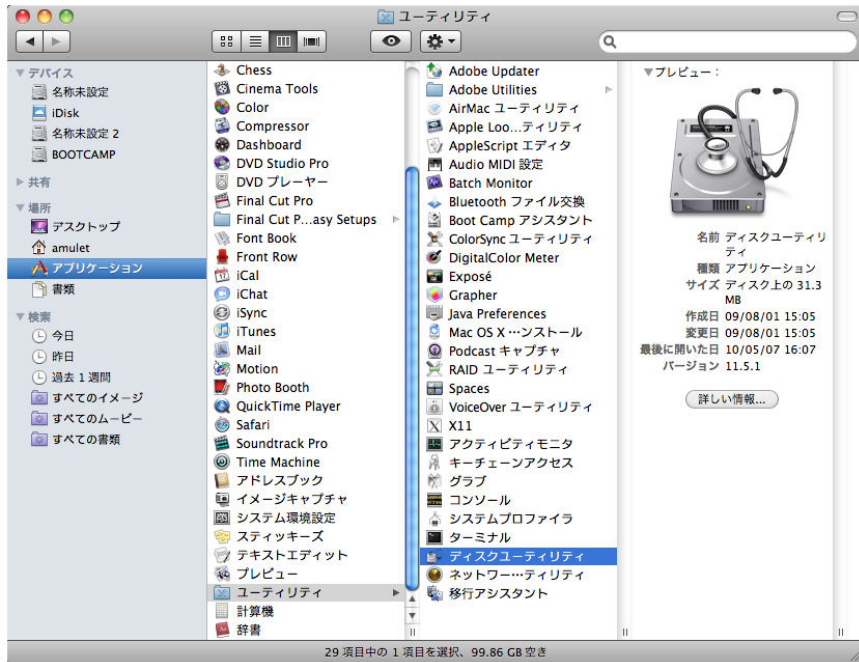 ユーティリティ
デバイス
名称未設定
iDisk
名称未設定 2
BOOTCAMP
共有
場所
デスクトップ
amulet
アプリケーション
書類
検索
今日
昨日
過去 1 週間
すべてのイメージ
すべてのムービー
すべての書類
Chess
Cinema Tools
Color
Compressor
Dashboard
DVD Studio Pro
DVD プレーヤー
Final Cut Pro
Final Cut P...asy Setups
Font Book
Front Row
iCal
iChat
iSync
iTunes
Mail
Motion
Photo Booth
QuickTime Player
Safari
Soundtrack Pro
Time Machine
アドレスブック
イメージキャプチャ
システム環境設定
スティッキーズ
テキストエディット
プレビュー
ユーティリティ
計算機
辞書
Adobe Updater
Adobe Utilities
AirMac ユーティリティ
Apple Loo...ティリティ
AppleScript エディタ
Audio MIDI 設定
Batch Monitor
Bluetooth ファイル交換
Boot Camp アシスタント
ColorSync ユーティリティ
DigitalColor Meter
Exposé
Grapher
Java Preferences
Mac OS X …ンストール
Podcast キャプチャ
RAID ユーティリティ
Spaces
VoiceOver ユーティリティ
X11
アクティビティモニタ
キーチェーンアクセス
グラブ
コンソール
システムプロファイラ
ターミナル
ディスクユーティリティ
ネットワー…ティリティ
移行アシスタント
プレビュー：
名前 ディスクユーティリ
ティ
種類 アプリケーション
サイズ ディスク上の 31.3
MB
作成日 09/08/01 15:05
変更日 09/08/01 15:05
最後に開いた日 10/05/07 16:07
バージョン 11.5.1
詳しい情報...
29 項目中の 1 項目を選択、99.86 GB 空き